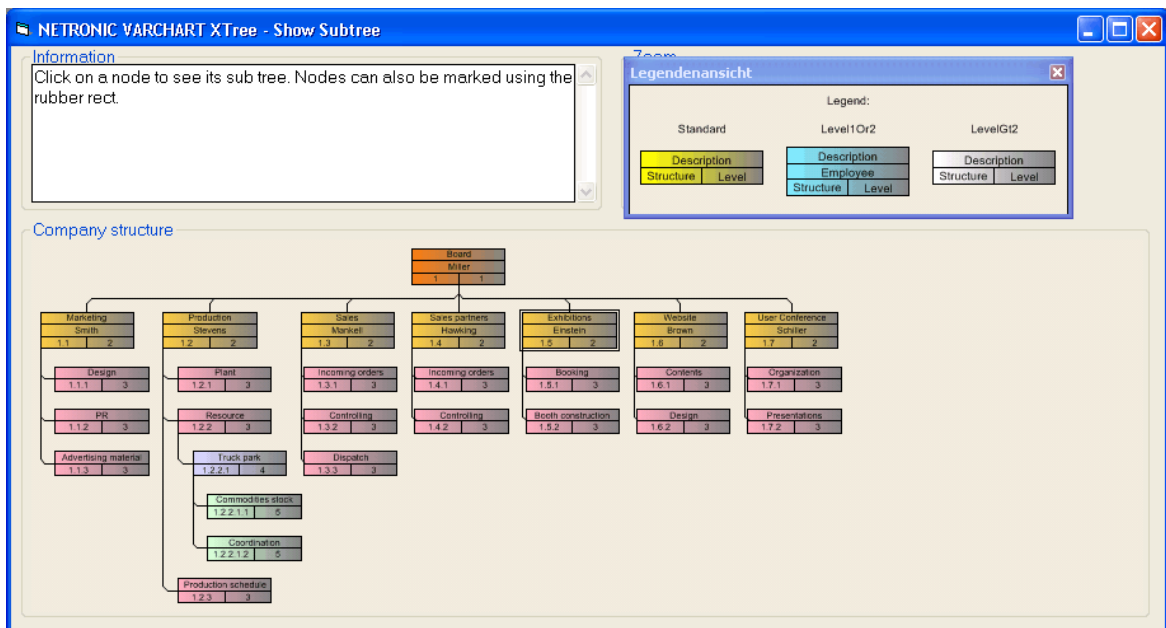 NETRONIC VARCHART XTree - Show Subtree
Information
Click on a node to see its sub tree. Nodes can also be marked using the
rubber rect.
Legendenansicht
Legend:
Standard Level1Or2 LevelGt2
Description Description Description
Structure Level Employee Structure Level
Structure Level
Company structure
Board
Miller
1 1
Marketing Production Sales Sales partners Exhibitions Website User Conference
Smith Stevens Mankell Hawking Einstein Brown Schiller
1.1 2 1.2 2 1.3 2 1.4 2 1.5 2 1.6 2 1.7 2
Design Plant Incoming orders Incoming orders Booking Contents Organization
1.1.1 3 1.2.1 3 1.3.1 3 1.4.1 3 1.5.1 3 1.6.1 3 1.7.1 3
PR Resource Controlling Controlling Booth construction Design Presentations
1.1.2 3 1.2.2 3 1.3.2 3 1.4.2 3 1.5.2 3 1.6.2 3 1.7.2 3
Advertising material Truck park Dispatch
1.1.3 3 1.2.2.1 4 1.3.3 3
Commodities stock
1.2.2.1.1 5
Coordination
1.2.2.1.2 5
Production schedule
1.2.3 3